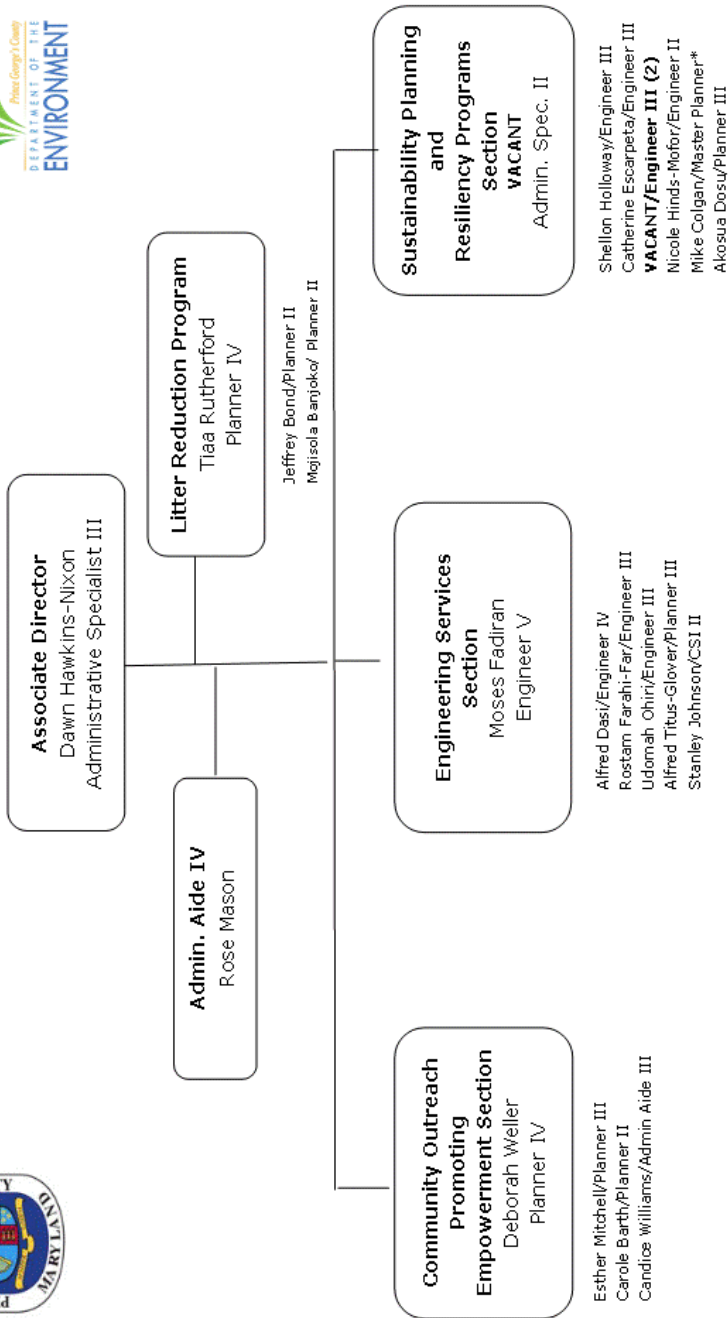 MARYLAND
Prince George's County
DEPARTMENT OF THE
ENVIRONMENT
Associate Director
Dawn Hawkins-Nixon
Administrative Specialist III
Admin. Aide IV
Rose Mason
Litter Reduction Program
Tiaa Rutherford
Planner IV
Jeffrey Bond/Planner II
Mojisola Banjoko/ Planner II
Community Outreach
Promoting
Empowerment Section
Deborah Weller
Planner IV
Esther Mitchell/Planner III
Carole Barth/Planner II
Candice Williams/Admin Aide III
Engineering Services
Section
Moses Fadiran
Engineer V
Alfred Dasi/Engineer IV
Rostam Farahi-Far/Engineer III
Udomah Ohiri/Engineer III
Alfred Titus-Glover/Planner III
Stanley Johnson/CSI II
Sustainability Planning
and
Resiliency Programs
Section
VACANT
Admin. Spec. II
Shellon Holloway/Engineer III
Catherine Escarpeta/Engineer III
VACANT/Engineer III (2)
Nicole Hinds-Mofor/Engineer II
Mike Colgan/Master Planner*
Akosua Dosu/Planner III